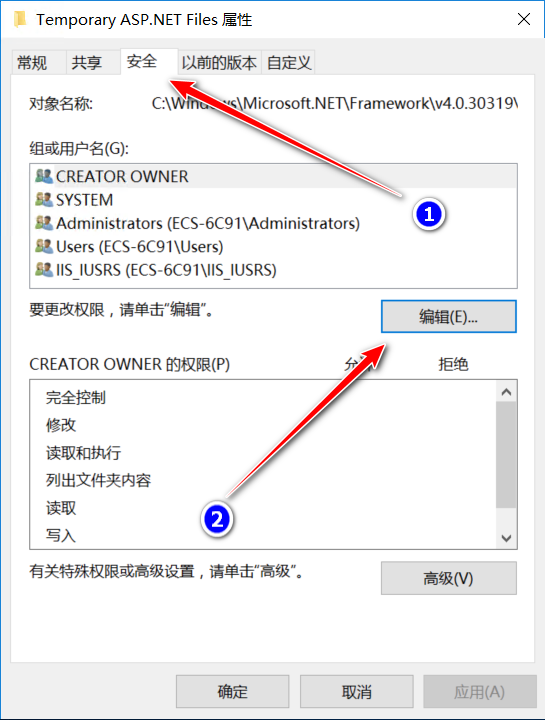 Temporary ASP.NET Files 属性
常规 共享 安全 以前的版本 自定义
对象名称: C:\Windows\Microsoft.NET\Framework\v4.0.30319\
组或用户名(G):
CREATOR OWNER
SYSTEM
Administrators (ECS-6C91\Administrators)
1
Users (ECS-6C91\Users)
IIS_IUSRS (ECS-6C91\IIS_IUSRS)
要更改权限，请单击"编辑"。 编辑(E)...
CREATOR OWNER 的权限(P) 拒绝
完全控制
修改
读取和执行
列出文件夹内容
读取
2
写入
有关特殊权限或高级设置，请单击"高级"。 高级(V)
确定 取消 应用(A)